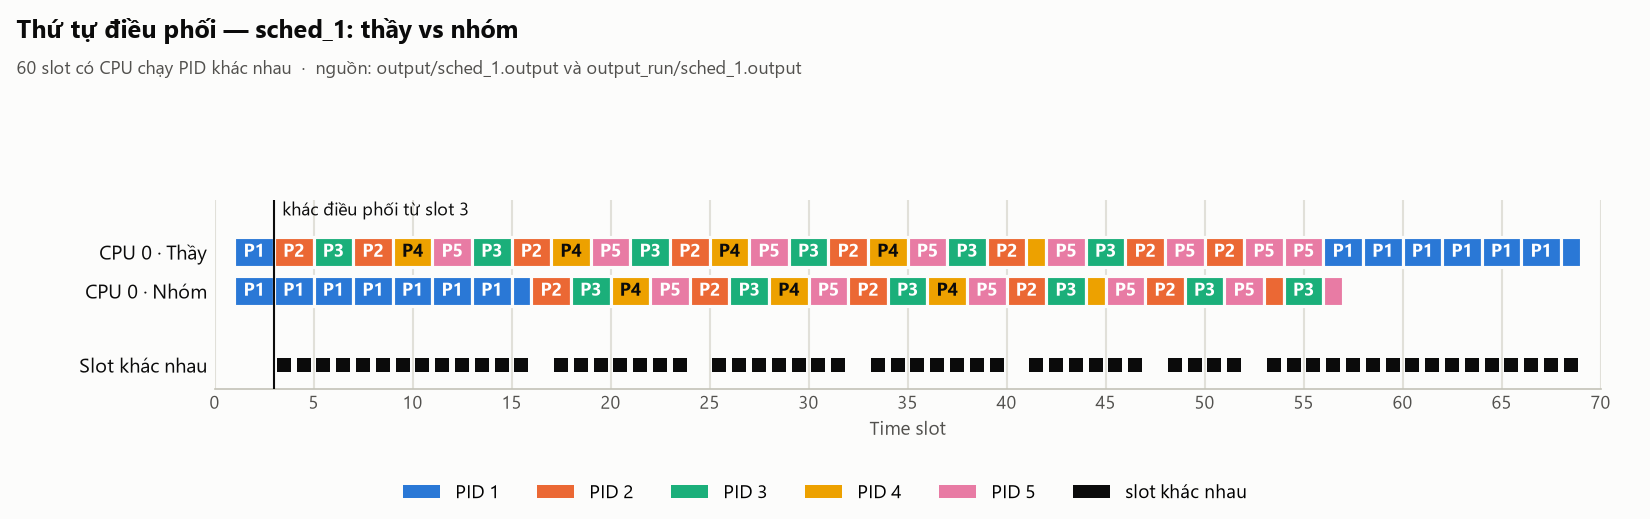 Thứ tự điều phối — sched_1: thầy vs nhóm
60 slot có CPU chạy PID khác nhau · nguồn: output/sched_1.output và output_run/sched_1.output
khác điều phối từ slot 3
CPU 0 · Thầy P1 P2 P3 P2 P4 P5 P3 P2 P4 P5 P3 P2 P4 P5 P3 P2 P4 P5 P3 P2 P5 P3 P2 P5 P2 P5 P5 P1 P1 P1 P1 P1 P1
CPU 0 · Nhóm P1 P1 P1 P1 P1 P1 P1 P2 P3 P4 P5 P2 P3 P4 P5 P2 P3 P4 P5 P2 P3 P5 P2 P3 P5 P3
Slot khác nhau
0 5 10 15 20 25 30 35 40 45 50 55 60 65 70
Time slot
PID 1 PID 2 PID 3 PID 4 PID 5 slot khác nhau